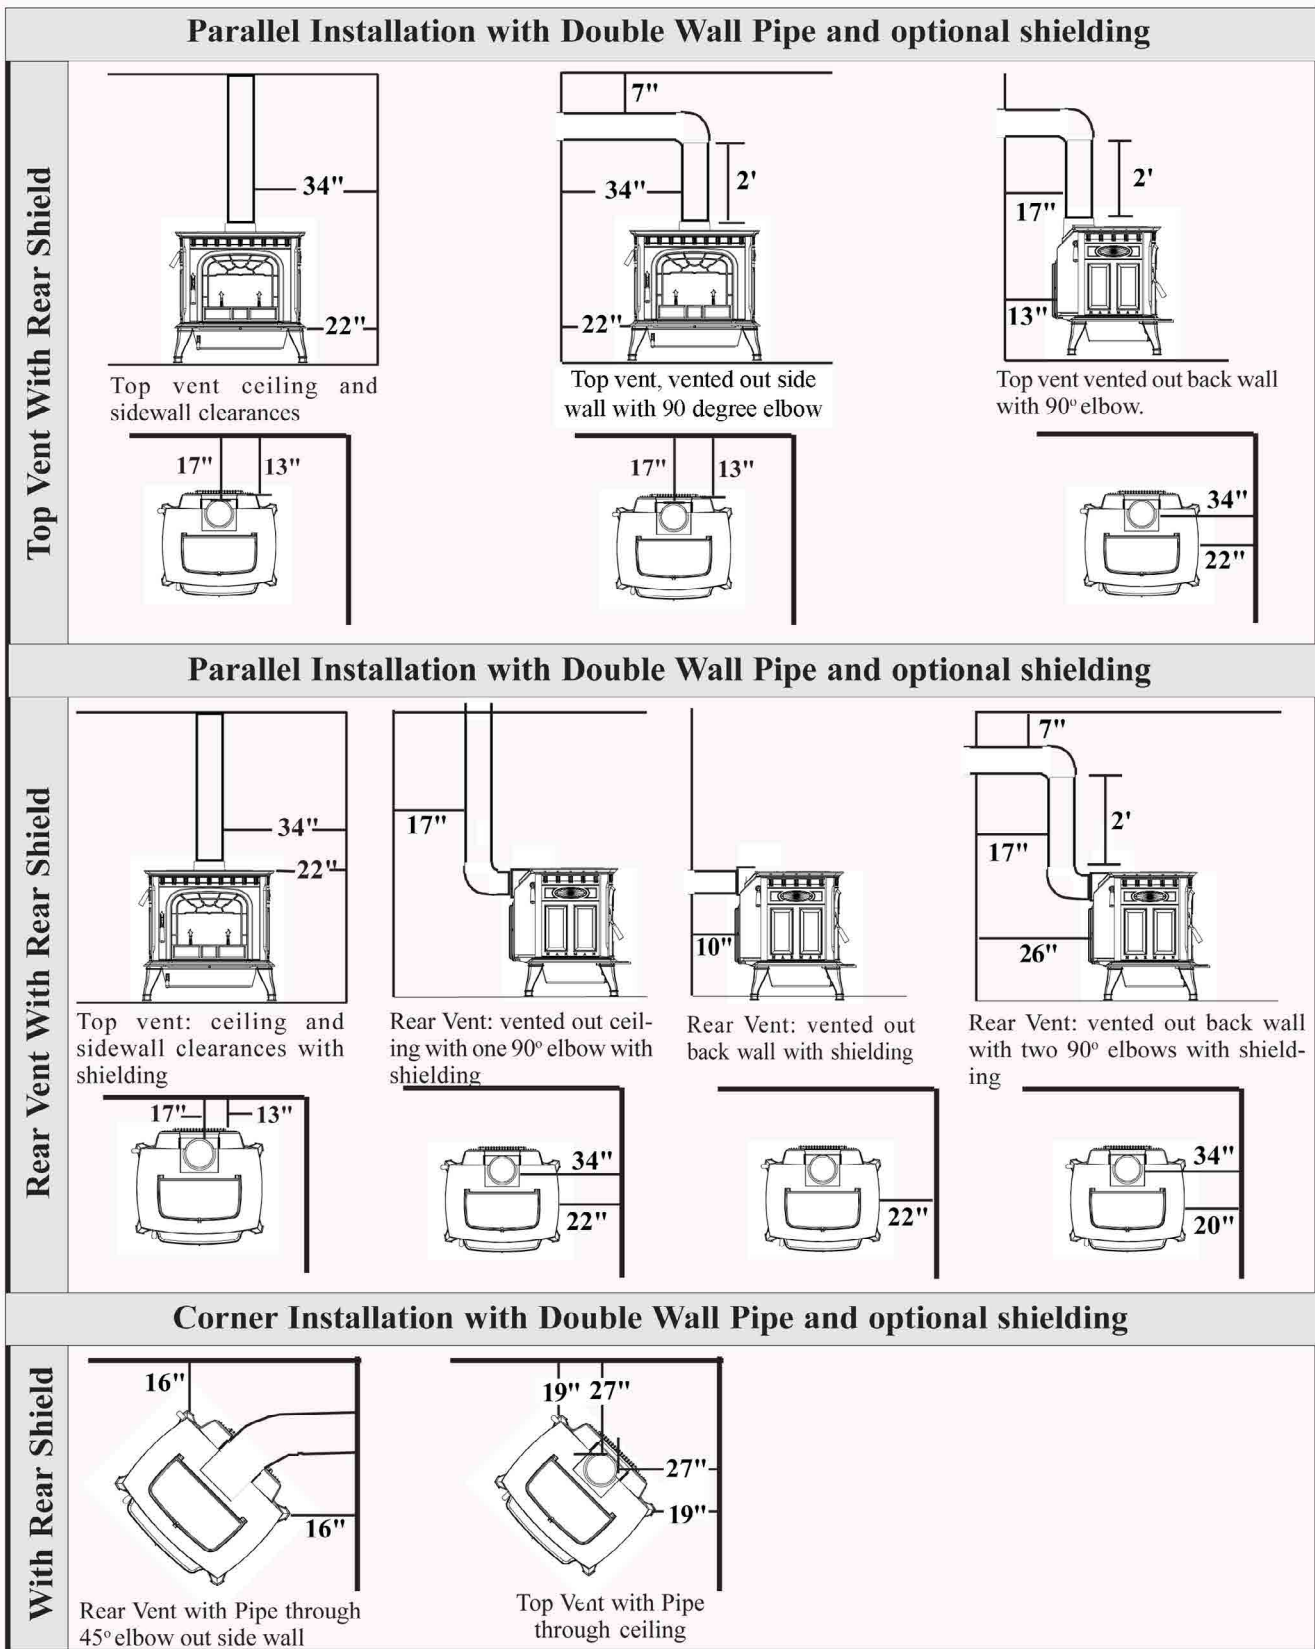 Parallel Installation with Double Wall Pipe and optional shielding
Top Vent With Rear Shield
34"
22"
Top vent ceiling and
sidewall clearances
17"
13"
7"
34"
2'
22"
Top vent, vented out side
wall with 90 degree elbow
17"
13"
2'
17"
13"
Top vent vented out back wall
with 90º elbow.
34"
22"
Parallel Installation with Double Wall Pipe and optional shielding
Rear Vent With Rear Shield
34"
22"
Top vent: ceiling and
sidewall clearances with
shielding
17"
13"
17"
Rear Vent: vented out ceil-
ing with one 90º elbow with
shielding
34"
22"
10"
Rear Vent: vented out
back wall with shielding
22"
7"
2'
17"
26"
Rear Vent: vented out back wall
with two 90º elbows with shield-
ing
34"
20"
Corner Installation with Double Wall Pipe and optional shielding
With Rear Shield
16"
16"
Rear Vent with Pipe through
45º elbow out side wall
19" 27"
27"
19"
Top Vent with Pipe
through ceiling